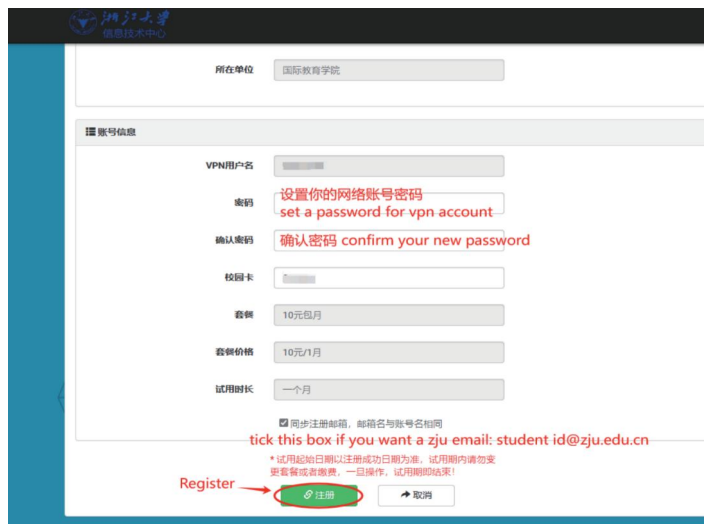 浙江大学
信息技术中心
所在单位
国际教育学院
账号信息
VPN用户名
密码
设置你的网络账号密码
set a password for vpn account
确认密码
确认密码 confirm your new password
校园卡
套餐
10元包月
套餐价格
10元/1月
试用时长
一个月
同步注册邮箱，邮箱名与账号名相同
tick this box if you want a zju email: student id@zju.edu.cn
*试用起始日期以注册成功日期为准，试用期内请勿变
更套餐或者缴费，一旦操作，试用期即结束！
Register
注册
取消